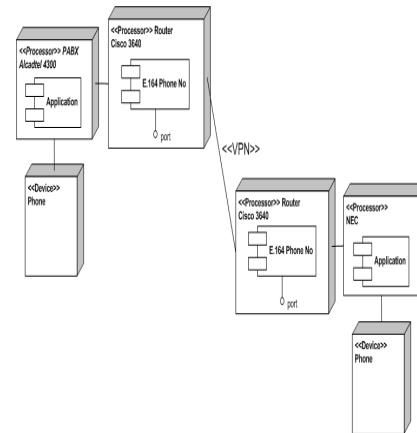 <<Processor>> PABX
Alcadtel 4300
Application
<<Processor>> Router
Cisco 3640
E.164 Phone No
port
<<Device>>
Phone
<<VPN>>
<<Processor>> Router
Cisco 3640
E.164 Phone No
port
<<Processor>>
NEC
Application
<<Device>>
Phone